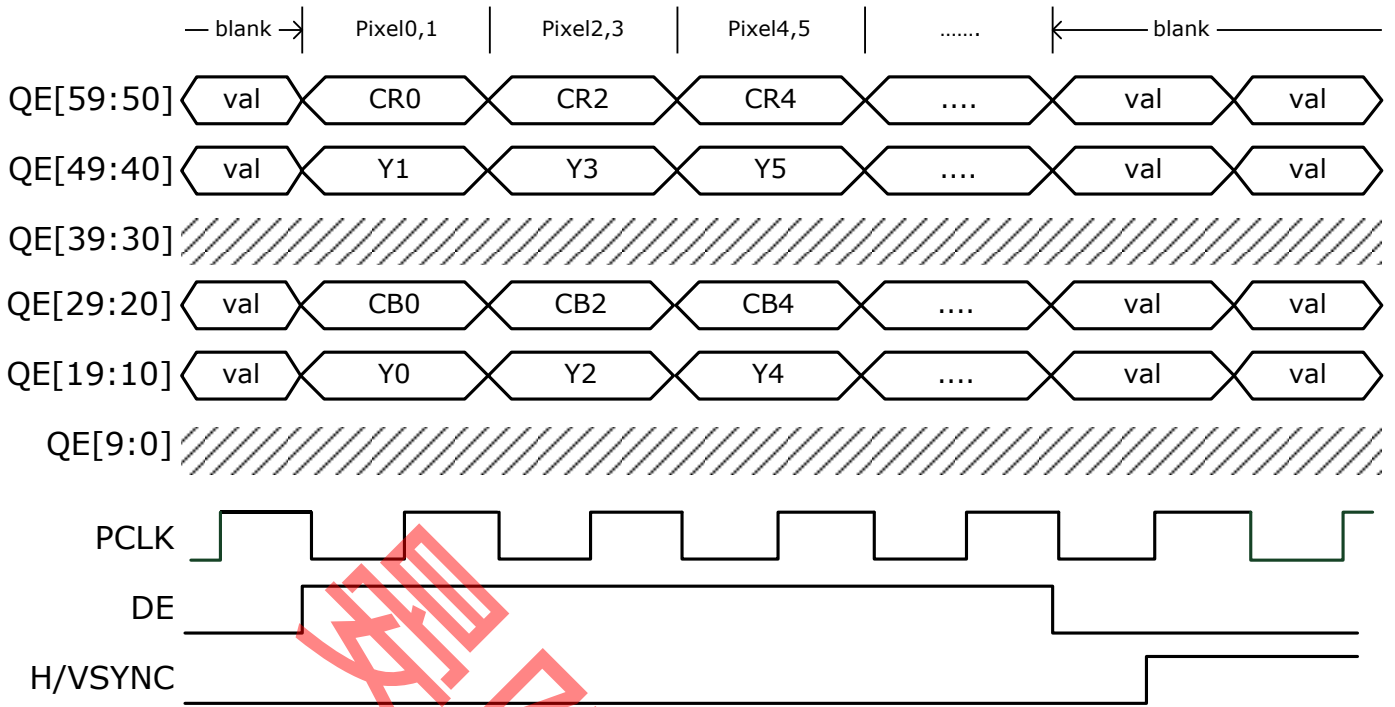 blank Pixel0,1 Pixel2,3 Pixel4,5 ....... blank
QE[59:50] val CR0 CR2 CR4 .... val val
QE[49:40] val Y1 Y3 Y5 .... val val
QE[39:30]
QE[29:20] val CB0 CB2 CB4 .... val val
QE[19:10] val Y0 Y2 Y4 .... val val
QE[9:0]
PCLK
DE
H/VSYNC